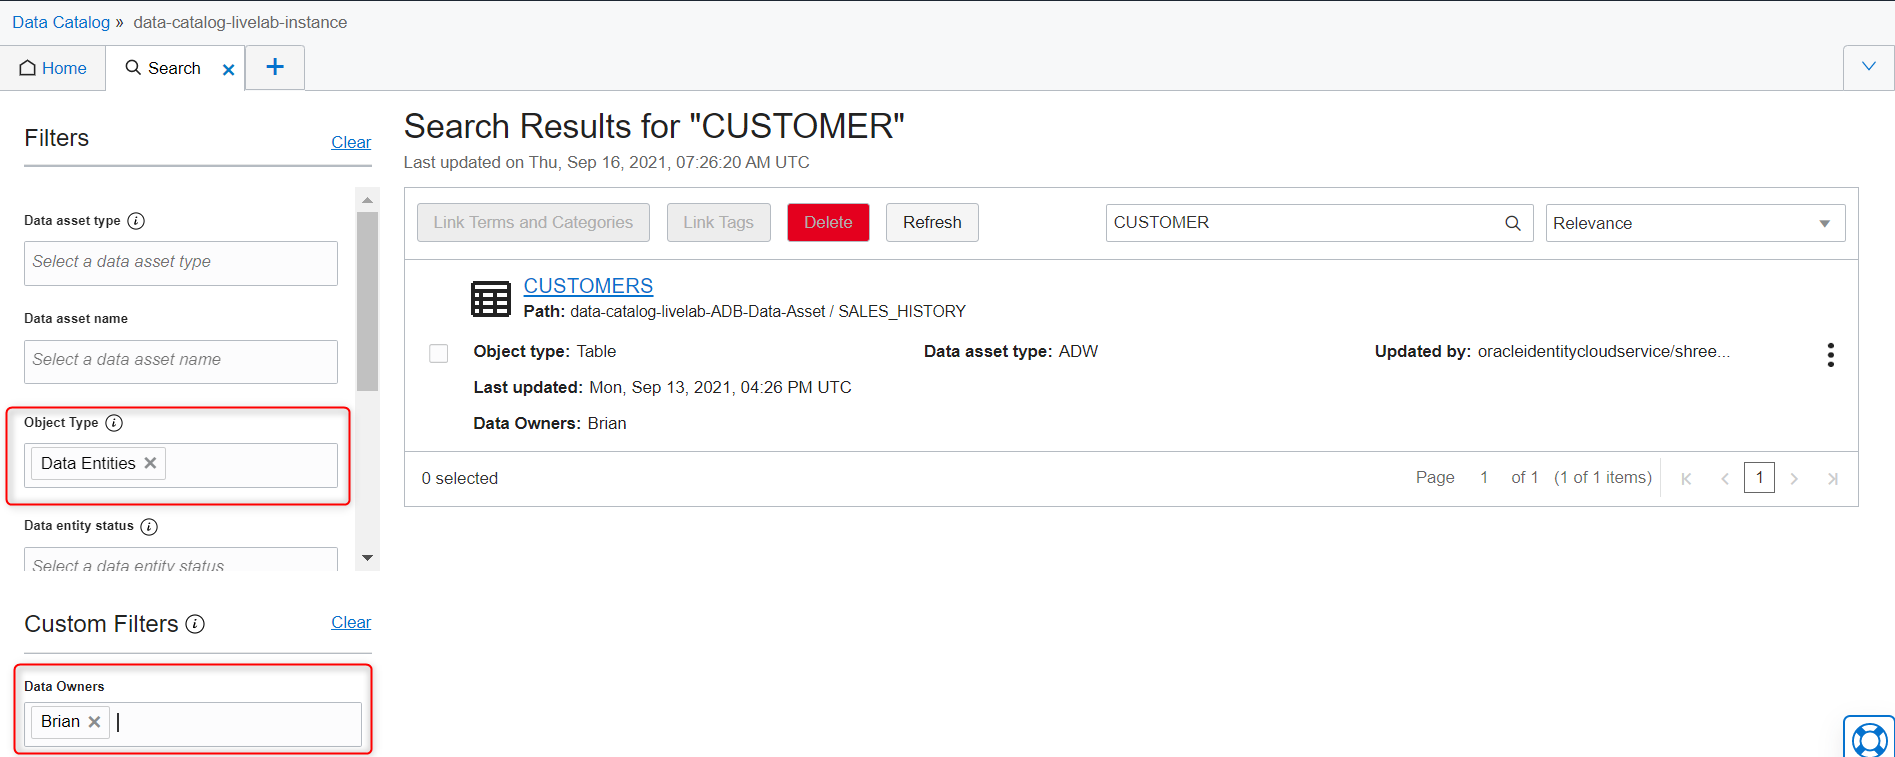 Data Catalog » data-catalog-livelab-instance
Home
Search
Filters
Clear
Data asset type
Select a data asset type
Data asset name
Select a data asset name
Object Type
Data Entities
Data entity status
Select a data entity status
Custom Filters
Clear
Data Owners
Brian
Search Results for "CUSTOMER"
Last updated on Thu, Sep 16, 2021, 07:26:20 AM UTC
Link Terms and Categories Link Tags Delete Refresh CUSTOMER Relevance
CUSTOMERS
Path: data-catalog-livelab-ADB-Data-Asset / SALES_HISTORY
Object type: Table Data asset type: ADW Updated by: oracleidentitycloudservice/shree...
Last updated: Mon, Sep 13, 2021, 04:26 PM UTC
Data Owners: Brian
0 selected Page 1 of 1 (1 of 1 items) 1